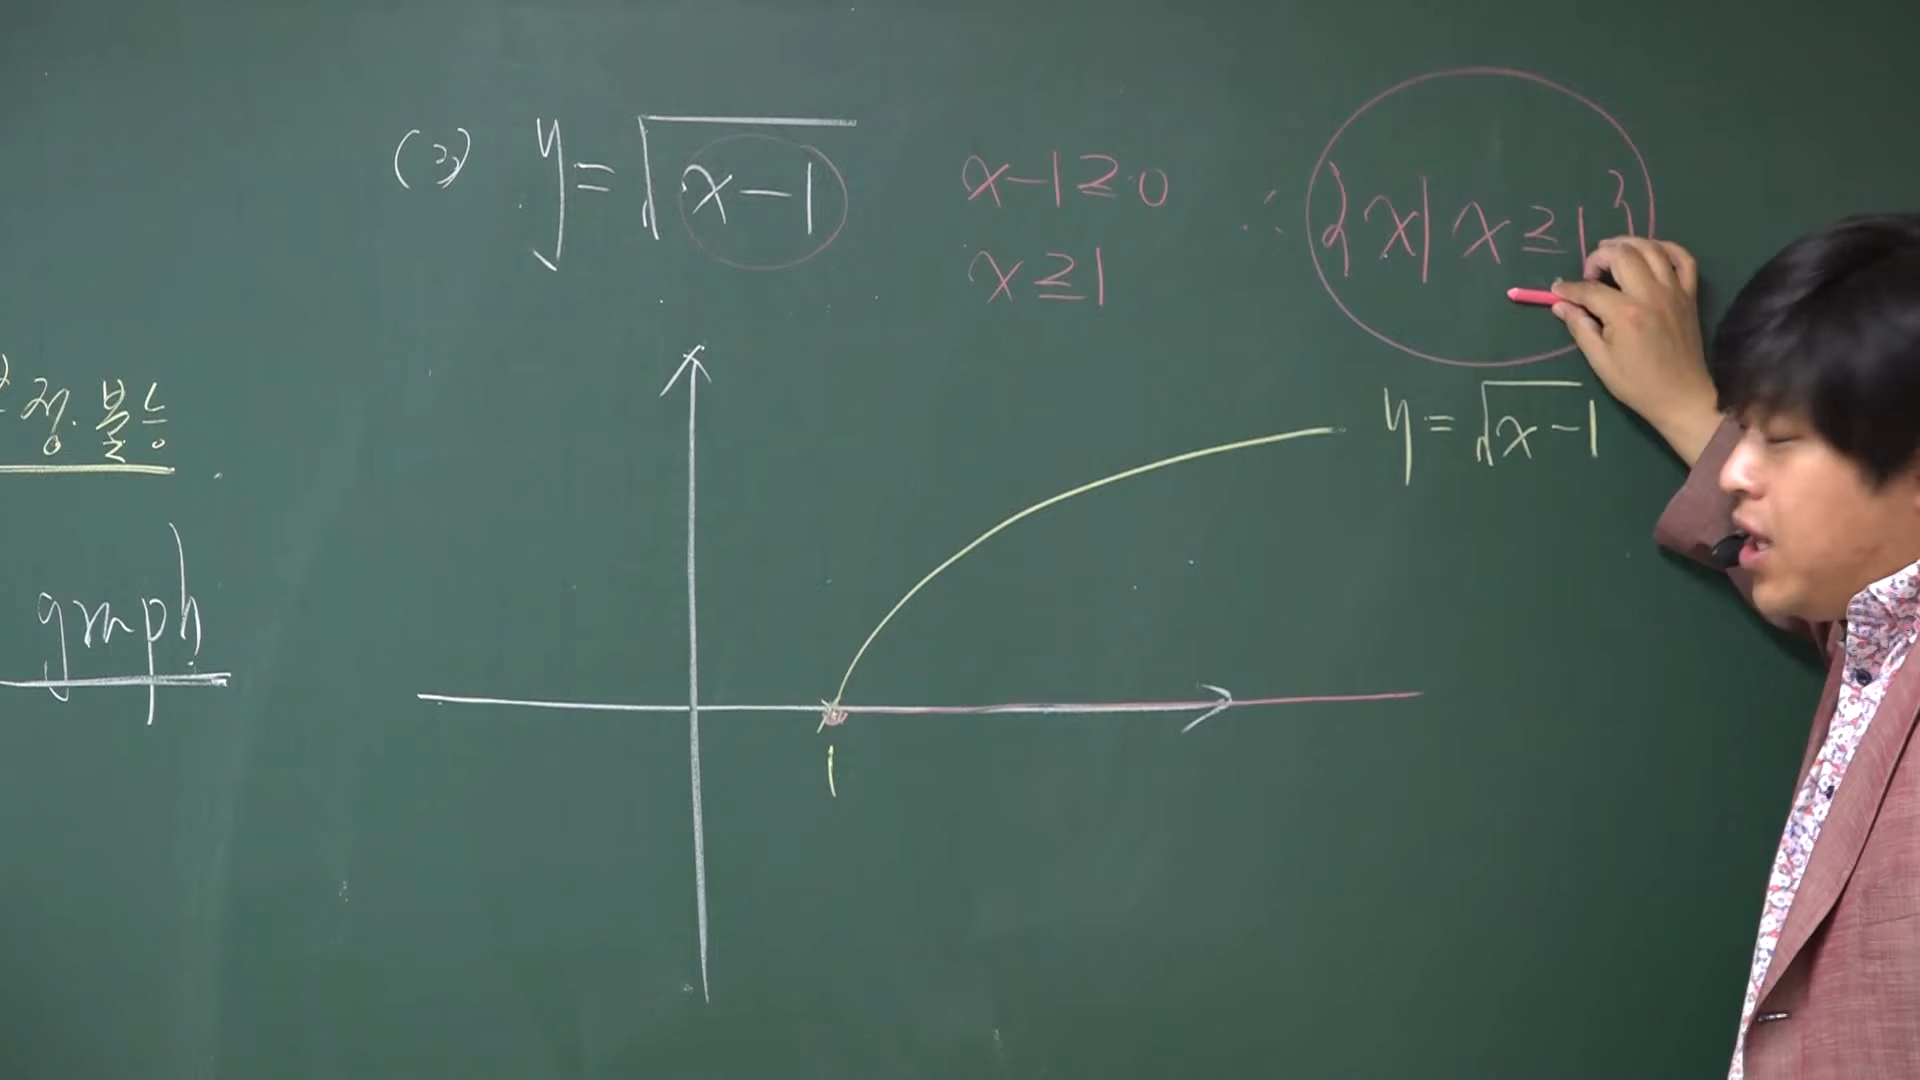 (3) y=√x-1
x-1≥0
x≥1
∴ {x|x≥1}
y=√x-1
1
정.불능
graph